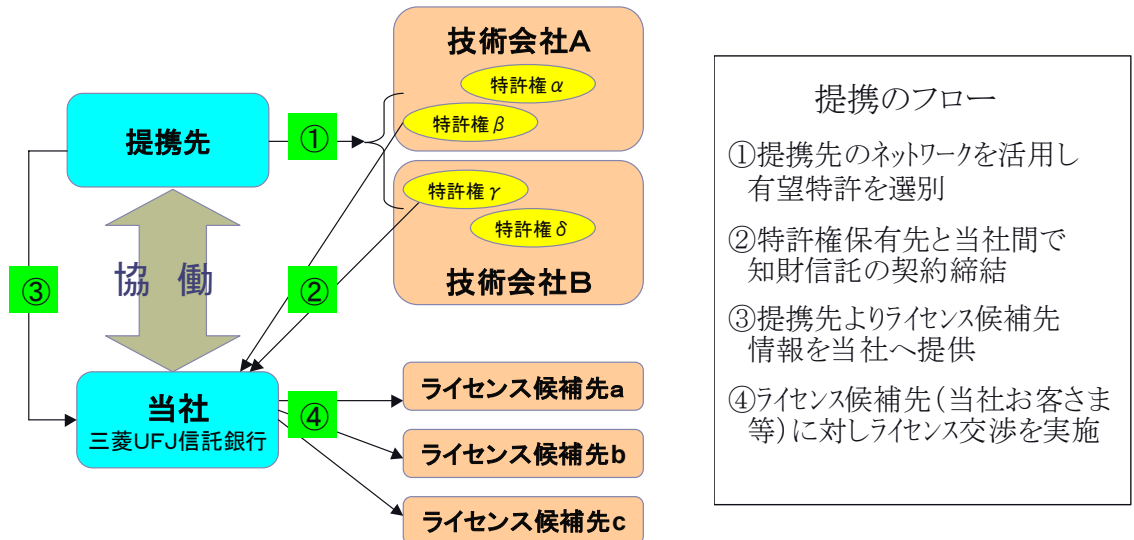 技術会社A
特許権α
特許権β
提携先
①
特許権γ
特許権δ
技術会社B
協 働
③
②
当社
三菱UFJ信託銀行
④
ライセンス候補先a
ライセンス候補先b
ライセンス候補先c
提携のフロー
①提携先のネットワークを活用し
有望特許を選別
②特許権保有先と当社間で
知財信託の契約締結
③提携先よりライセンス候補先
情報を当社へ提供
④ライセンス候補先(当社お客さま
等)に対しライセンス交渉を実施